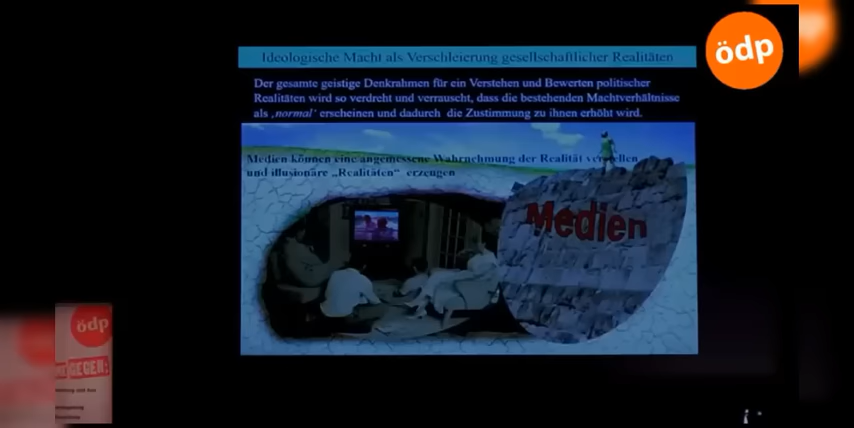 Ideologische Macht als Verschleierung gesellschaftlicher Realitäten
ödp
Der gesamte geistige Denkrahmen für ein Verstehen und Bewerten politischer
Realitäten wird so verdreht und verrauscht, dass die bestehenden Machtverhältnisse
als ‚normal‘ erscheinen und dadurch die Zustimmung zu ihnen erhöht wird.
Medien können eine angemessene Wahrnehmung der Realität verstellen
und illusionäre „Realitäten“ erzeugen
Medien
ödp
GEGEN: